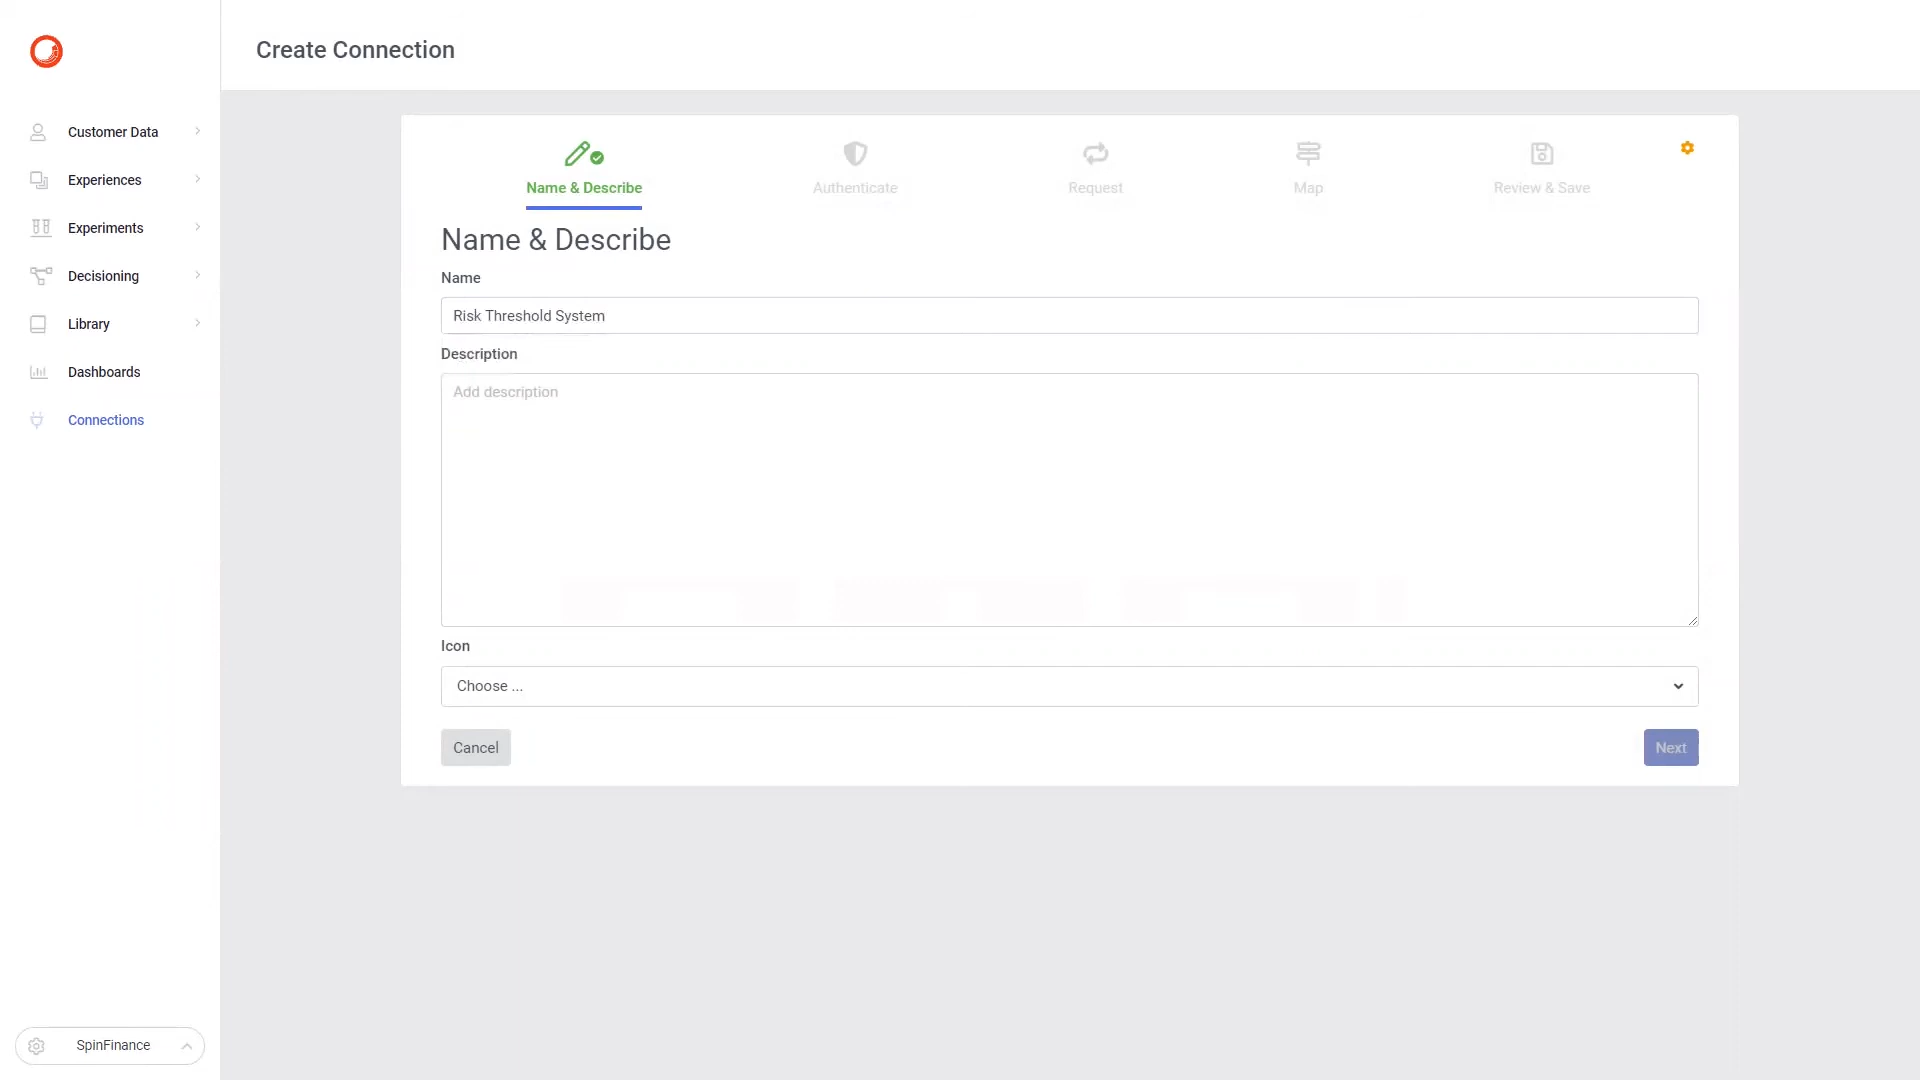 Create Connection
Customer Data
Experiences
Experiments
Decisioning
Library
Dashboards
Connections
SpinFinance
Name & Describe
Authenticate
Request
Map
Review & Save
Name & Describe
Name
Risk Threshold System
Description
Add description
Icon
Choose ...
Cancel
Next